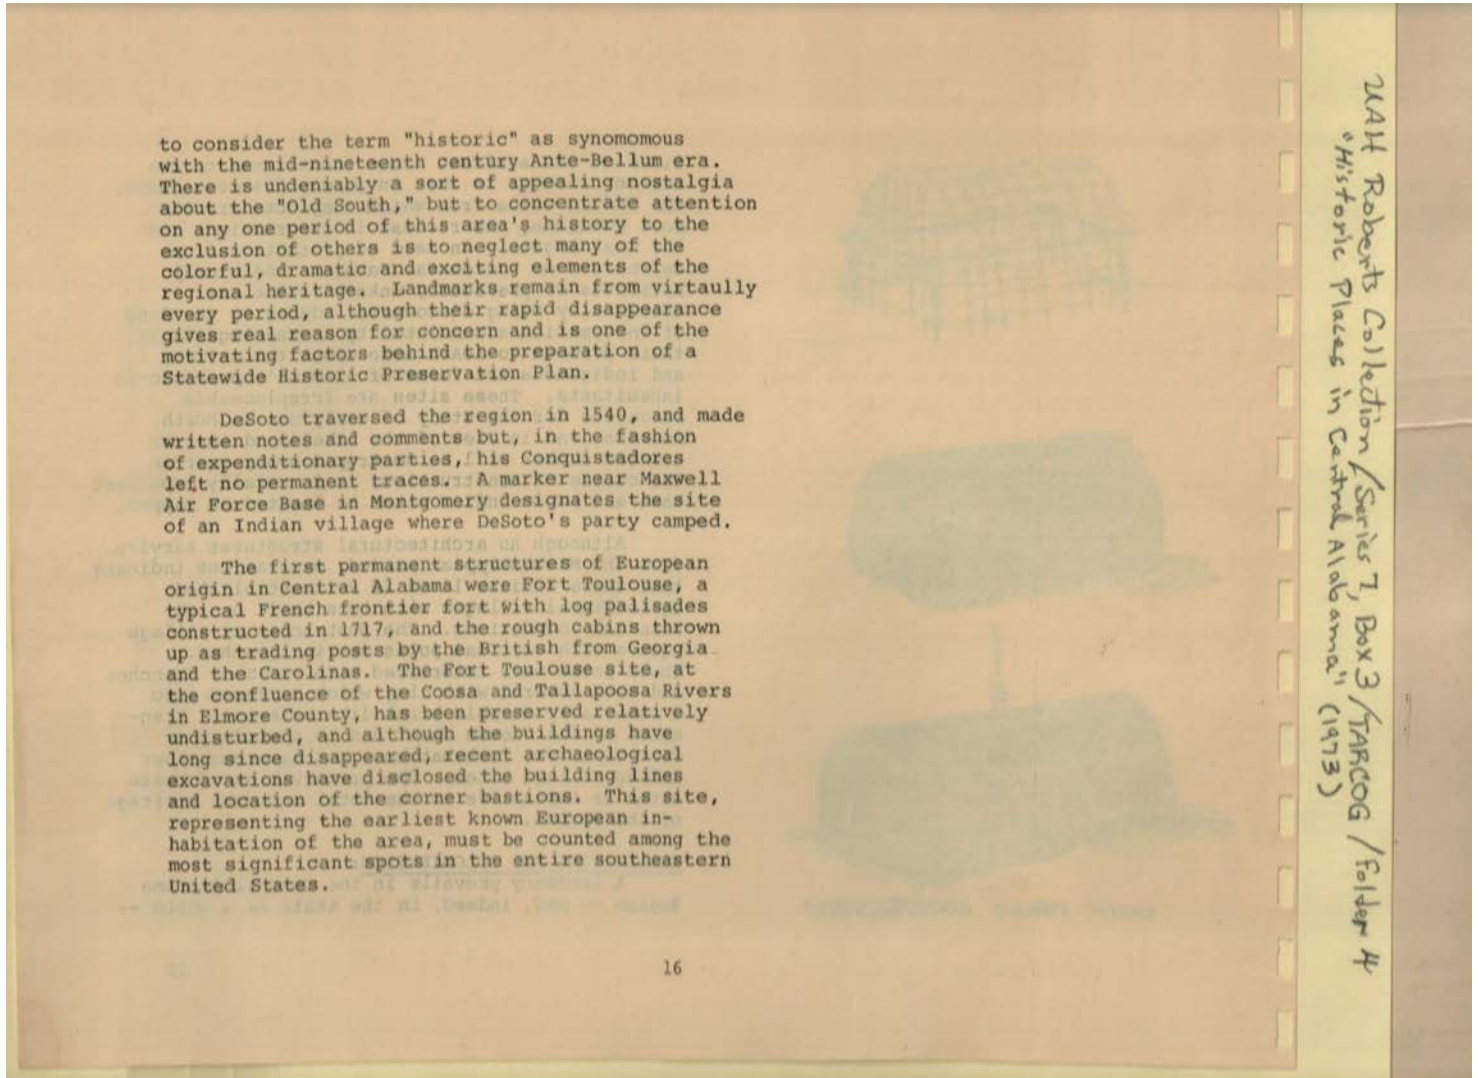 to consider the term "historic" as synomomous
with the mid-nineteenth century Ante-Bellum era.
There is undeniably a sort of appealing nostalgia
about the "Old South," but to concentrate attention
on any one period of this area's history to the
exclusion of others is to neglect many of the
colorful, dramatic and exciting elements of the
regional heritage. Landmarks remain from virtaully
every period, although their rapid disappearance
gives real reason for concern and is one of the
motivating factors behind the preparation of a
Statewide Historic Preservation Plan.
DeSoto traversed the region in 1540, and made
written notes and comments but, in the fashion
of expenditionary parties, his Conquistadores
left no permanent traces. A marker near Maxwell
Air Force Base in Montgomery designates the site
of an Indian village where DeSoto's party camped.
The first permanent structures of European
origin in Central Alabama were Fort Toulouse, a
typical French frontier fort with log palisades
constructed in 1717, and the rough cabins thrown
up as trading posts by the British from Georgia
and the Carolinas. The Fort Toulouse site, at
the confluence of the Coosa and Tallapoosa Rivers
in Elmore County, has been preserved relatively
undisturbed, and although the buildings have
long since disappeared, recent archaeological
excavations have disclosed the building lines
and location of the corner bastions. This site,
representing the earliest known European in-
habitation of the area, must be counted among the
most significant spots in the entire southeastern
United States.
16
UAH Roberts Collection/Series 7, Box 3/TARCOG/Folder 4
"Historic Places in Central Alabama" (1973)